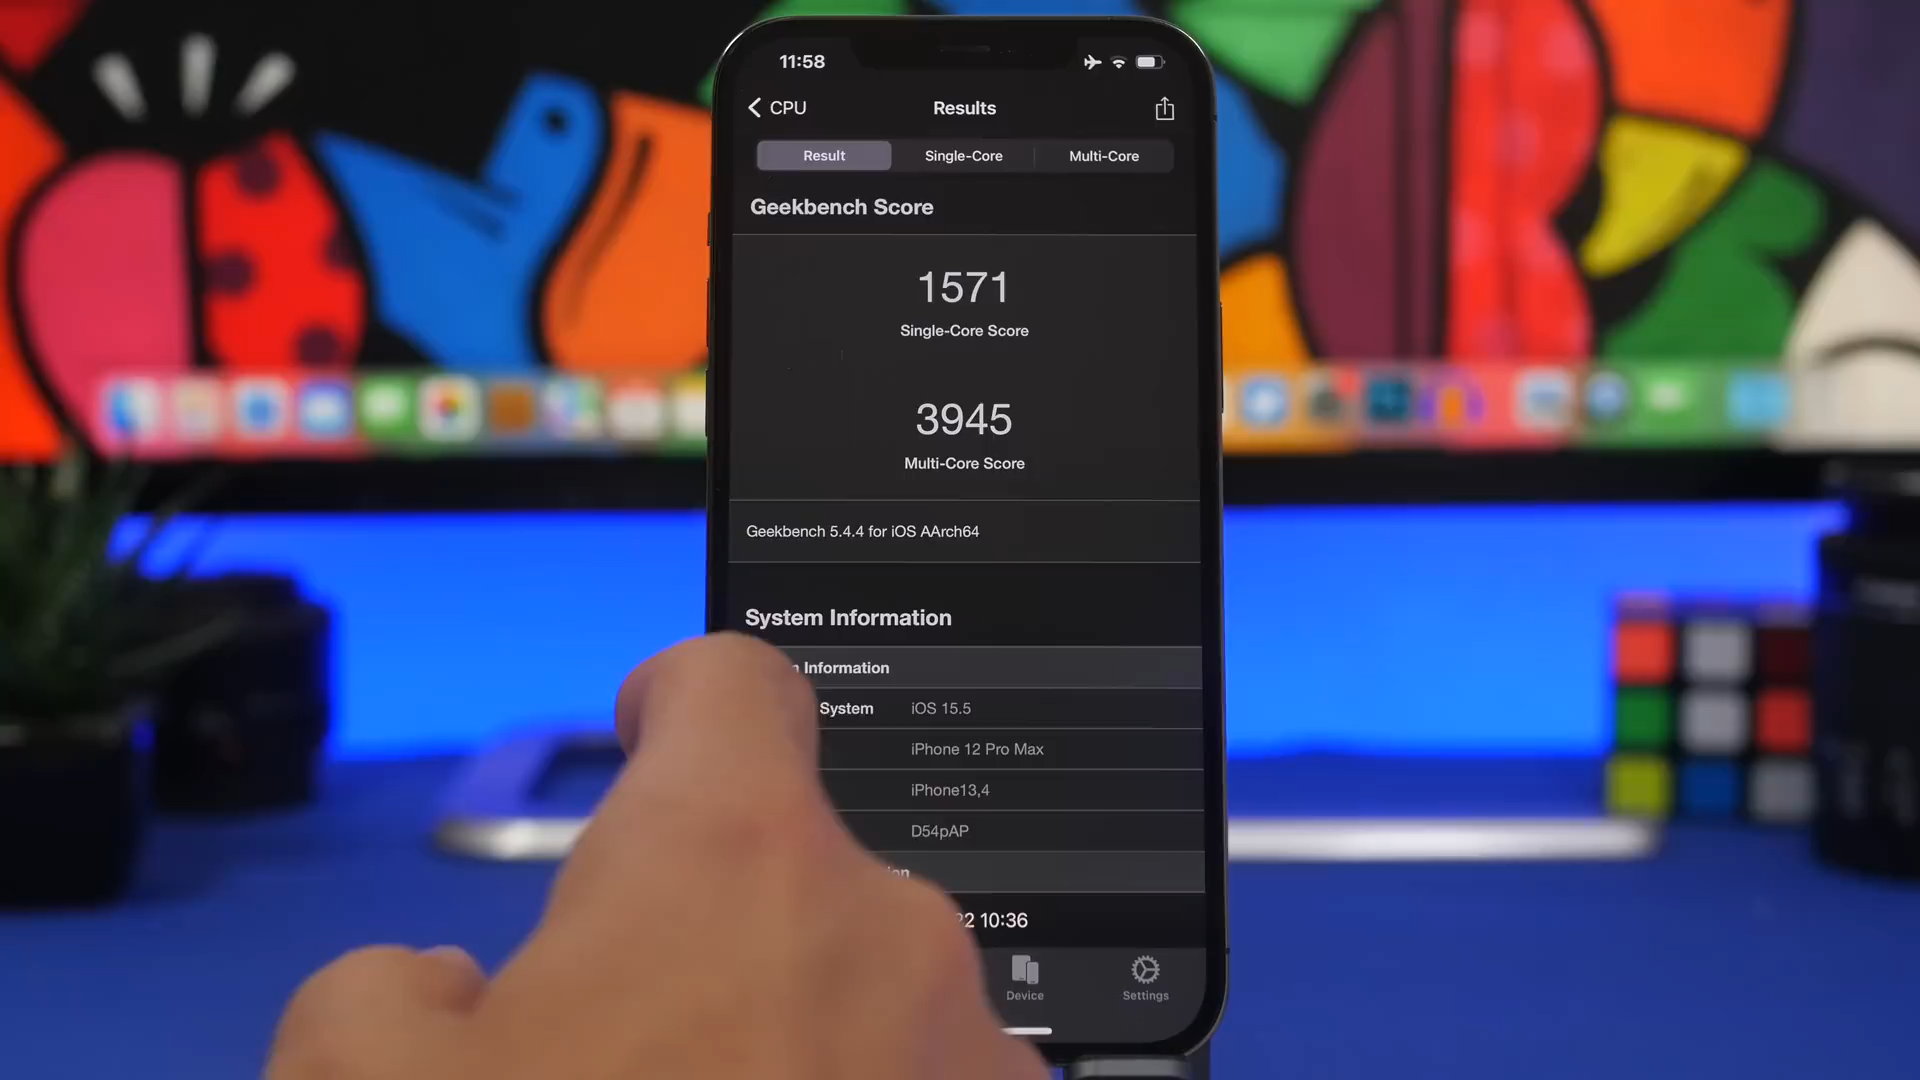 11:58
CPU
Results
Result
Single-Core
Multi-Core
Geekbench Score
1571
Single-Core Score
3945
Multi-Core Score
Geekbench 5.4.4 for iOS AArch64
System Information
Information
System
iOS 15.5
iPhone 12 Pro Max
iPhone13,4
D54pAP
10:36
Device
Settings